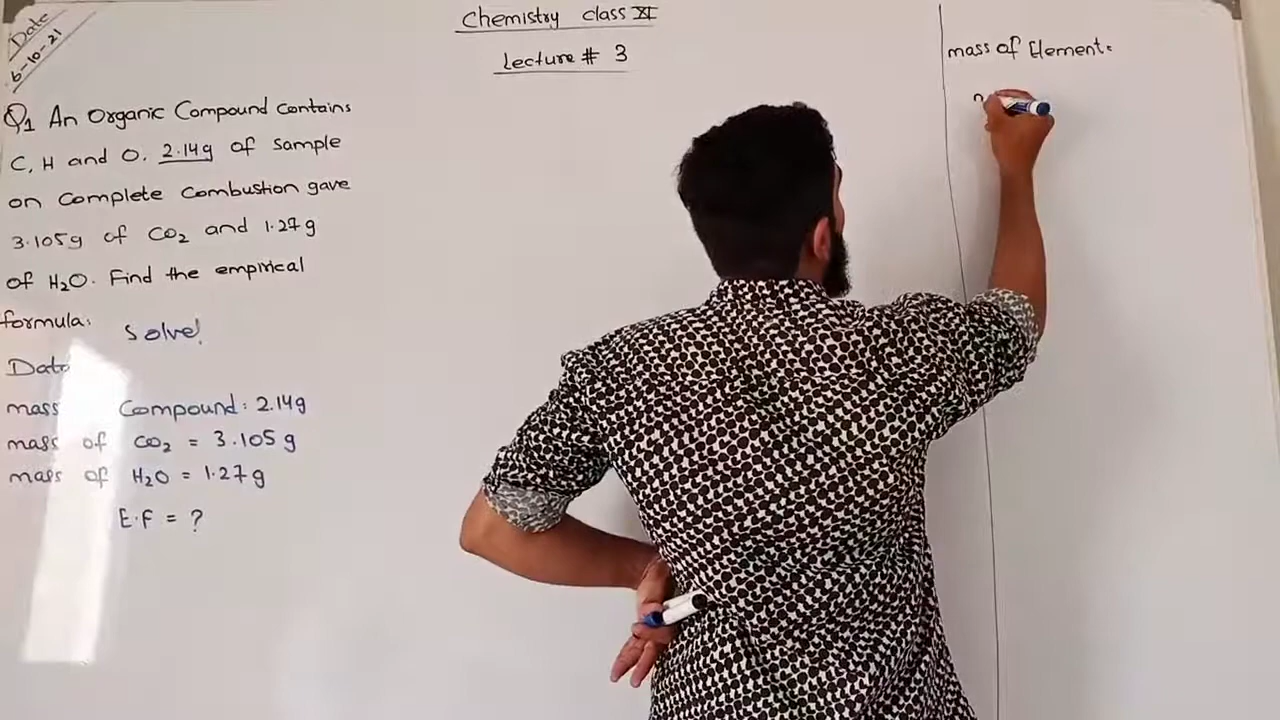 Date
6-10-21
Chemistry class XI
Lecture # 3
Q1 An Organic Compound Contains
C, H and O. 2.14g of sample
on complete Combustion gave
3.105g of CO2 and 1.27g
of H2O. Find the empirical
formula:
Solve!
Data
mass Compound: 2.14g
mass of CO2 = 3.105 g
mass of H2O = 1.27g
E.F = ?
mass of Element: